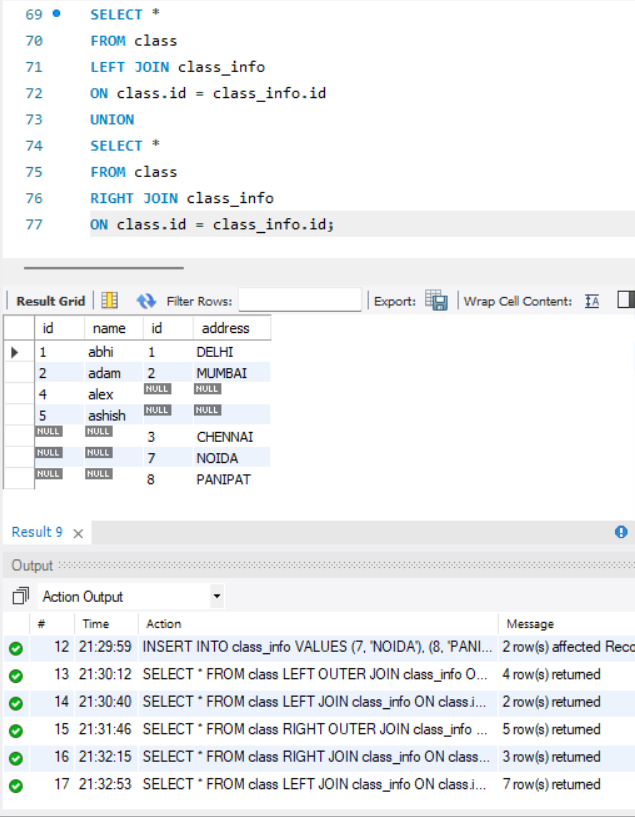 69 SELECT *
70 FROM class
71 LEFT JOIN class_info
72 ON class.id = class_info.id
73 UNION
74 SELECT *
75 FROM class
76 RIGHT JOIN class_info
77 ON class.id = class_info.id;
Result Grid Filter Rows: Export: Wrap Cell Content: IA
id name id address
1 abhi 1 DELHI
2 adam 2 MUMBAI
4 alex NULL NULL
5 ashish NULL NULL
NULL NULL 3 CHENNAI
NULL NULL 7 NOIDA
NULL NULL 8 PANIPAT
Result 9
Output
Action Output
# Time Action Message
12 21:29:59 INSERT INTO class_info VALUES (7, 'NOIDA'), (8, 'PANI... 2 row(s) affected Reco
13 21:30:12 SELECT * FROM class LEFT OUTER JOIN class_info O... 4 row(s) returned
14 21:30:40 SELECT * FROM class LEFT JOIN class_info ON class.i... 2 row(s) returned
15 21:31:46 SELECT * FROM class RIGHT OUTER JOIN class_info ... 5 row(s) returned
16 21:32:15 SELECT * FROM class RIGHT JOIN class_info ON class... 3 row(s) returned
17 21:32:53 SELECT * FROM class LEFT JOIN class_info ON class.i... 7 row(s) returned